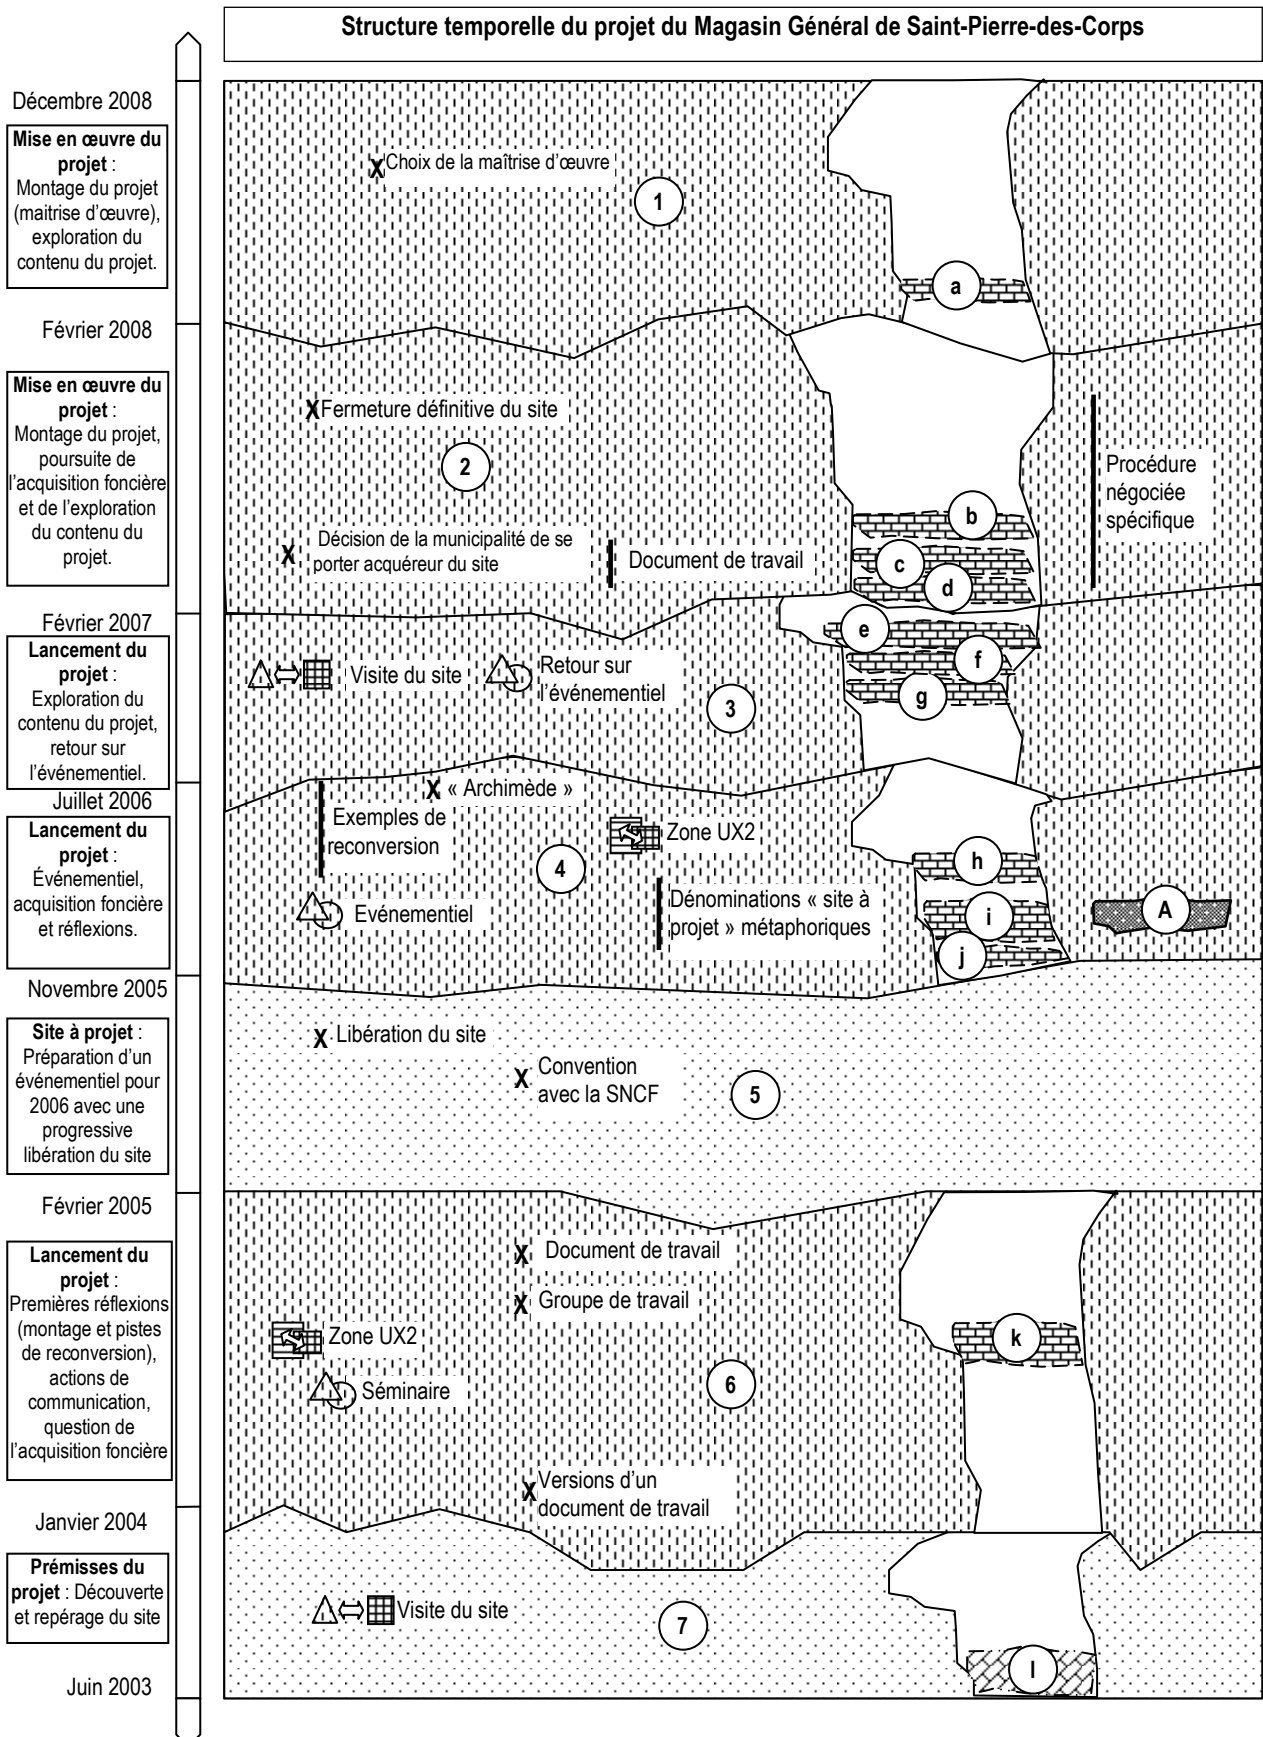 Structure temporelle du projet du Magasin Général de Saint-Pierre-des-Corps
Décembre 2008
Mise en œuvre du
projet :
Montage du projet
(maitrise d'œuvre),
exploration du
contenu du projet.
X Choix de la maîtrise d'œuvre
1
a
Février 2008
Mise en œuvre du
projet :
Montage du projet,
poursuite de
l'acquisition foncière
et de l'exploration
du contenu du
projet.
X Fermeture définitive du site
2
X Décision de la municipalité de se
porter acquéreur du site
Document de travail
b
c
d
Procédure
négociée
spécifique
Février 2007
Lancement du
projet :
Exploration du
contenu du projet,
retour sur
l'événementiel.
Visite du site
Retour sur
l'événementiel
3
e
f
g
Juillet 2006
Lancement du
projet :
Événementiel,
acquisition foncière
et réflexions.
X « Archimède »
Exemples de
reconversion
Zone UX2
4
Evénementiel
Dénominations « site à
projet » métaphoriques
h
i
j
A
Novembre 2005
Site à projet :
Préparation d'un
événementiel pour
2006 avec une
progressive
libération du site
X Libération du site
X Convention
avec la SNCF
5
Février 2005
Lancement du
projet :
Premières réflexions
(montage et pistes
de reconversion),
actions de
communication,
question de
l'acquisition foncière
X Document de travail
X Groupe de travail
Zone UX2
Séminaire
6
X Versions d'un
document de travail
k
Janvier 2004
Prémisses du
projet : Découverte
et repérage du site
Visite du site
7
l
Juin 2003